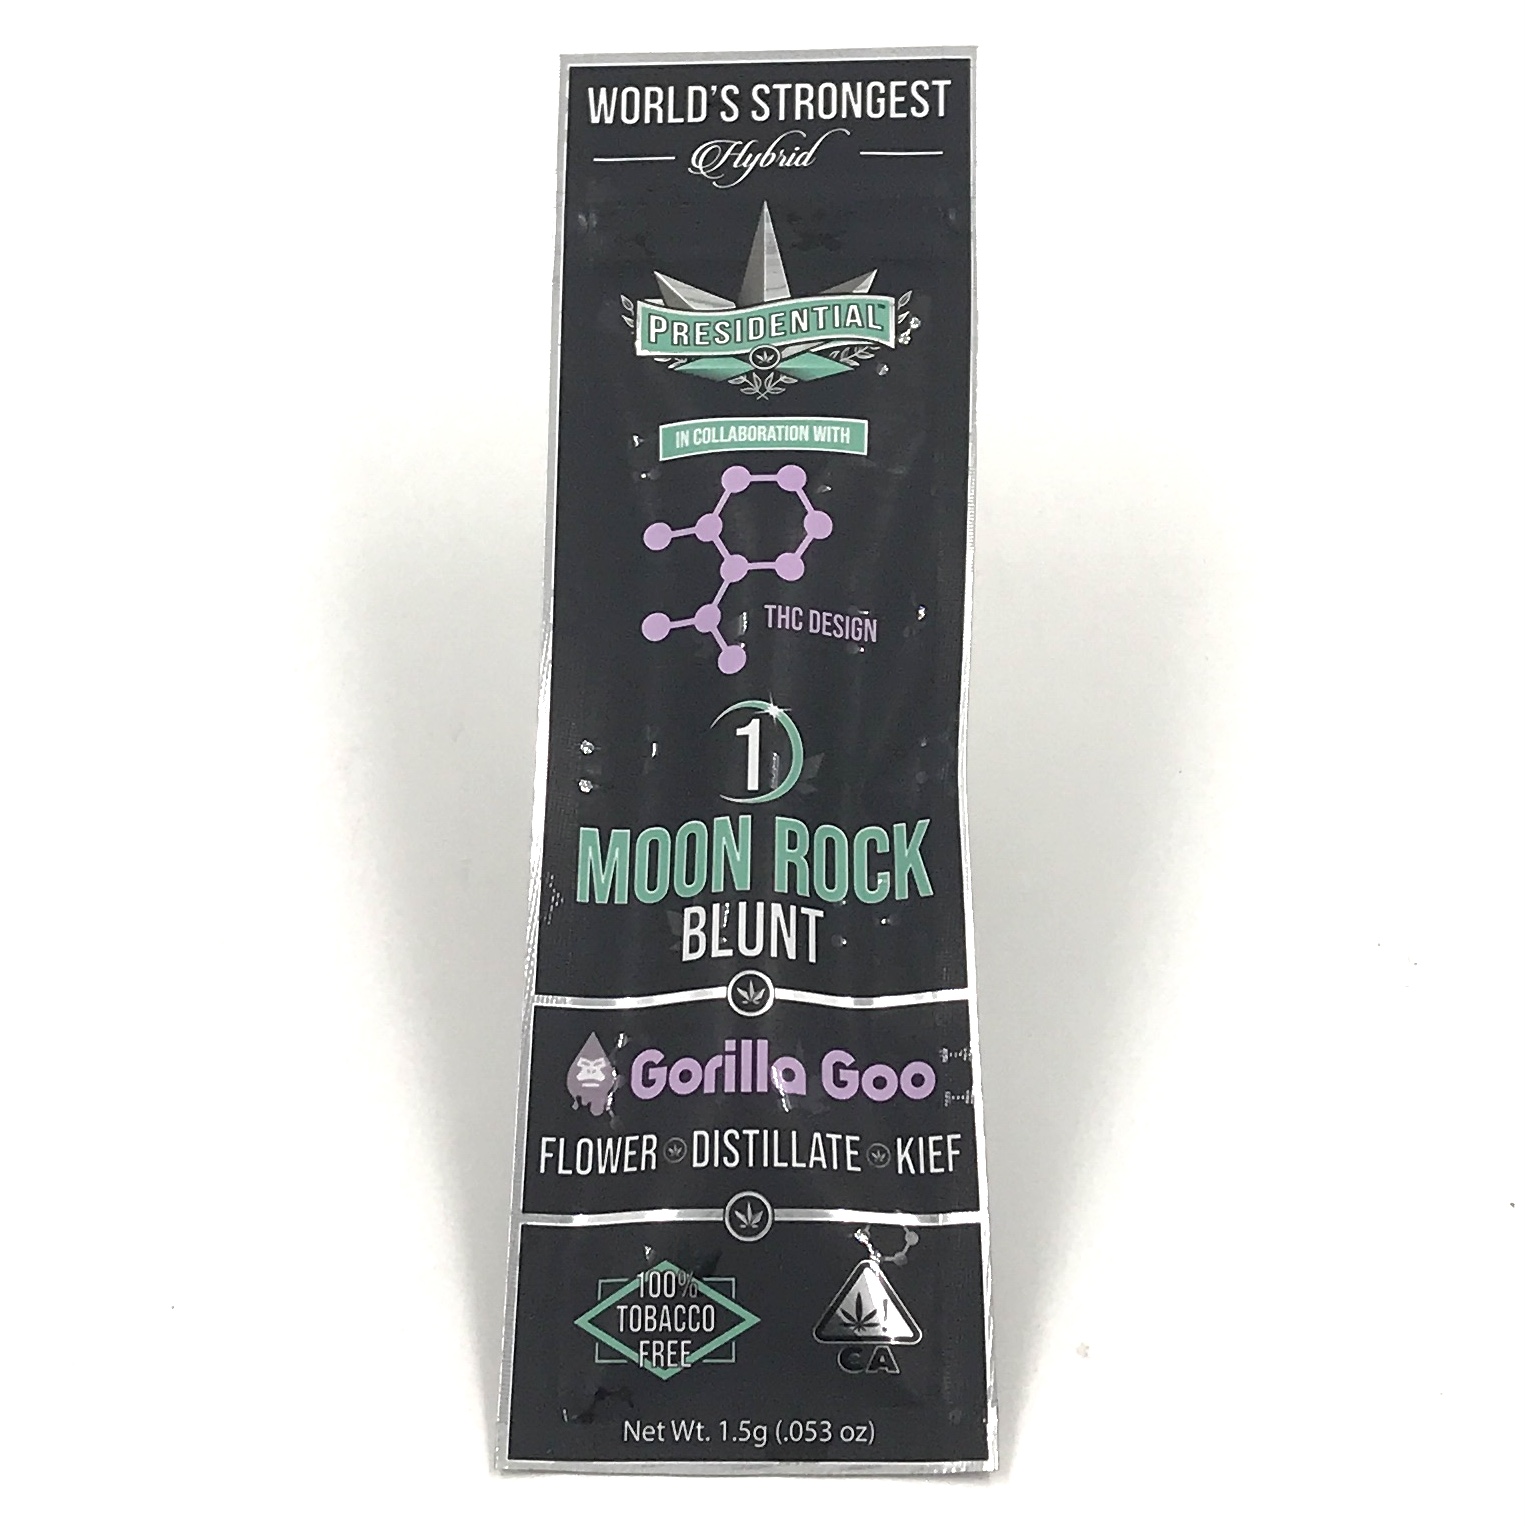 WORLD'S STRONGEST
Hybrid
PRESIDENTIAL™
IN COLLABORATION WITH
THC DESIGN
1
MOON ROCK
BLUNT
Gorilla Goo
FLOWER DISTILLATE KIEF
100%
TOBACCO
FREE
!
CA
Net Wt. 1.5g (.053 oz)